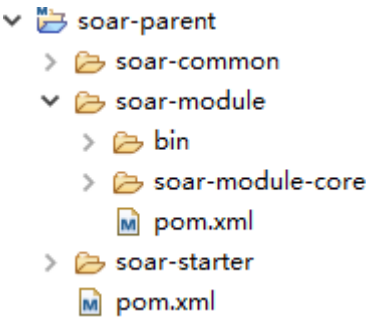 soar-parent
soar-common
soar-module
bin
soar-module-core
pom.xml
soar-starter
pom.xml